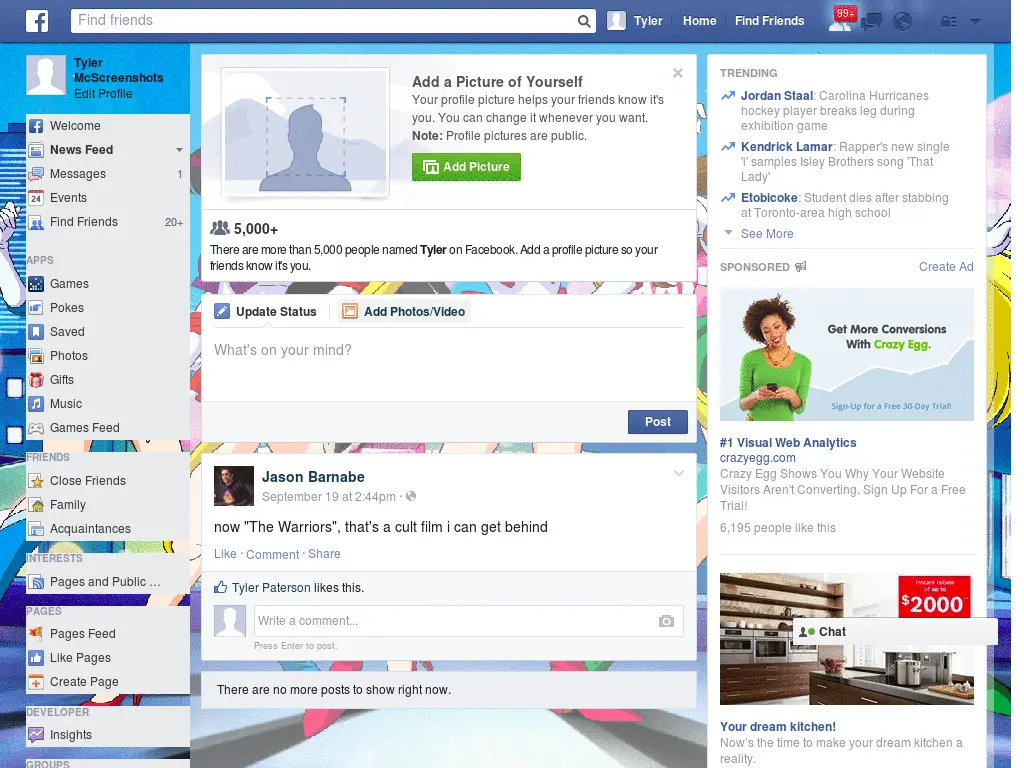 Find friends
Tyler
Home
Find Friends
99+
Tyler
McScreenshots
Edit Profile
Welcome
News Feed
Messages
1
24
Events
Find Friends
20+
APPS
Games
Pokes
Saved
Photos
Gifts
Music
Games Feed
FRIENDS
Close Friends
Family
Acquaintances
INTERESTS
Pages and Public ...
PAGES
Pages Feed
Like Pages
Create Page
DEVELOPER
Insights
GROUPS
Add a Picture of Yourself
Your profile picture helps your friends know it's
you. You can change it whenever you want.
Note: Profile pictures are public.
Add Picture
5,000+
There are more than 5,000 people named Tyler on Facebook. Add a profile picture so your
friends know it's you.
Update Status
Add Photos/Video
What's on your mind?
Post
Jason Barnabe
September 19 at 2:44pm ·
now "The Warriors", that's a cult film i can get behind
Like · Comment · Share
Tyler Paterson likes this.
Write a comment...
Press Enter to post.
There are no more posts to show right now.
TRENDING
Jordan Staal: Carolina Hurricanes
hockey player breaks leg during
exhibition game
Kendrick Lamar: Rapper's new single
'i' samples Isley Brothers song 'That
Lady'
Etobicoke: Student dies after stabbing
at Toronto-area high school
See More
SPONSORED
Create Ad
Get More Conversions
With Crazy Egg.
Sign-Up for a Free 30-Day Trial!
#1 Visual Web Analytics
crazyegg.com
Crazy Egg Shows You Why Your Website
Visitors Aren't Converting. Sign Up For a Free
Trial!
6,195 people like this
Instant rebate
of up to
$2000
Chat
Your dream kitchen!
Now's the time to make your dream kitchen a
reality.